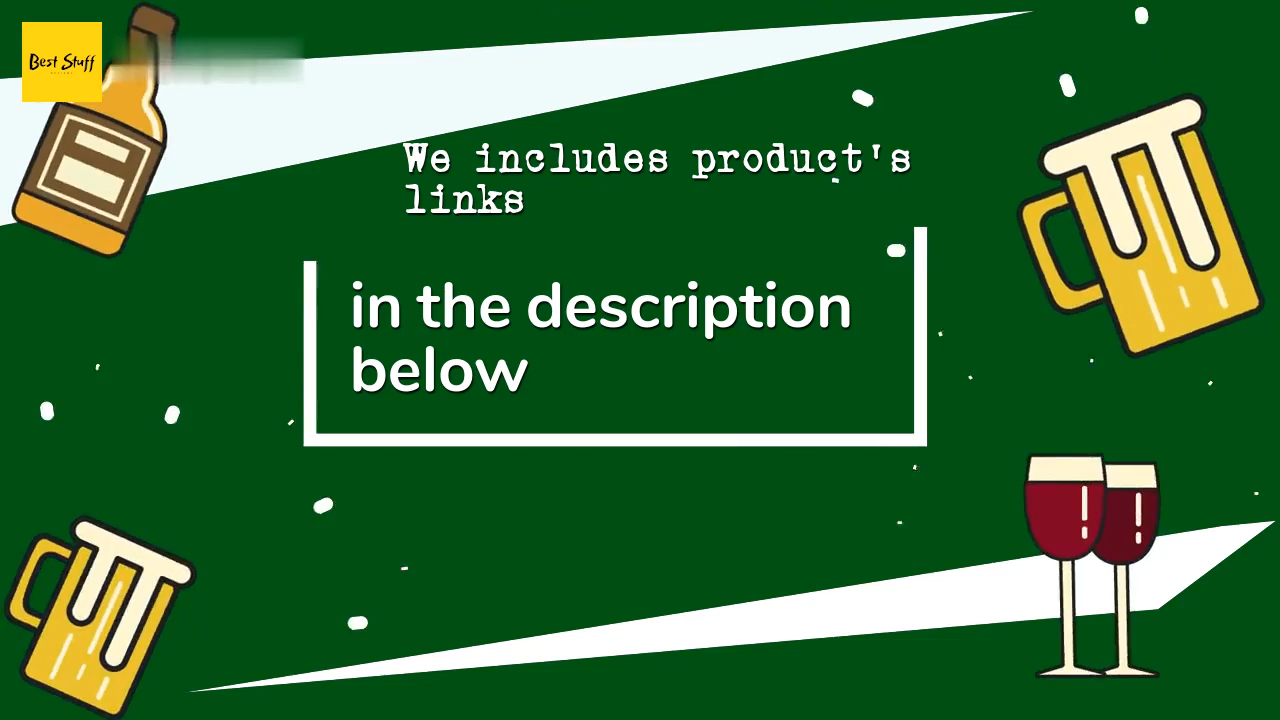 Best Stuff
We includes product's
links
in the description
below